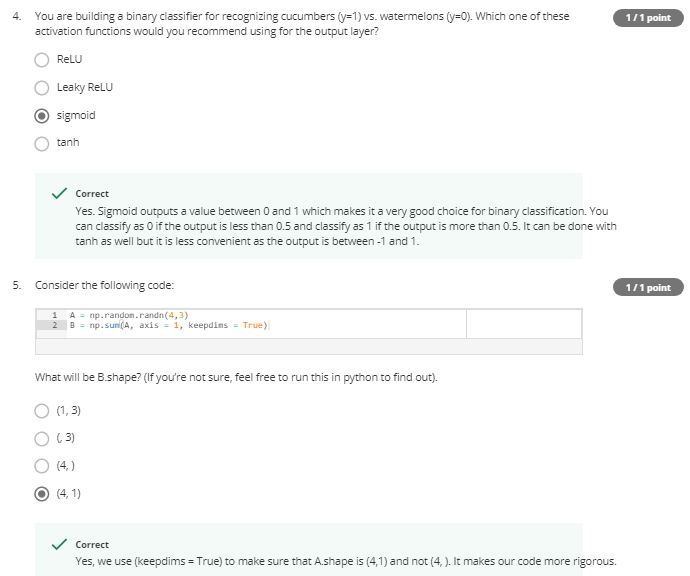 4. You are building a binary classifier for recognizing cucumbers (y=1) vs. watermelons (y=0). Which one of these
1 / 1 point
activation functions would you recommend using for the output layer?
ReLU
Leaky ReLU
sigmoid
tanh
Correct
Yes. Sigmoid outputs a value between 0 and 1 which makes it a very good choice for binary classification. You
can classify as 0 if the output is less than 0.5 and classify as 1 if the output is more than 0.5. It can be done with
tanh as well but it is less convenient as the output is between -1 and 1.
5. Consider the following code:
1 / 1 point
1 A = np.random.randn(4,3)
2 B = np.sum(A, axis = 1, keepdims = True)
What will be B.shape? (If you're not sure, feel free to run this in python to find out).
(1, 3)
(, 3)
(4, )
(4, 1)
Correct
Yes, we use (keepdims = True) to make sure that A.shape is (4,1) and not (4, ). It makes our code more rigorous.